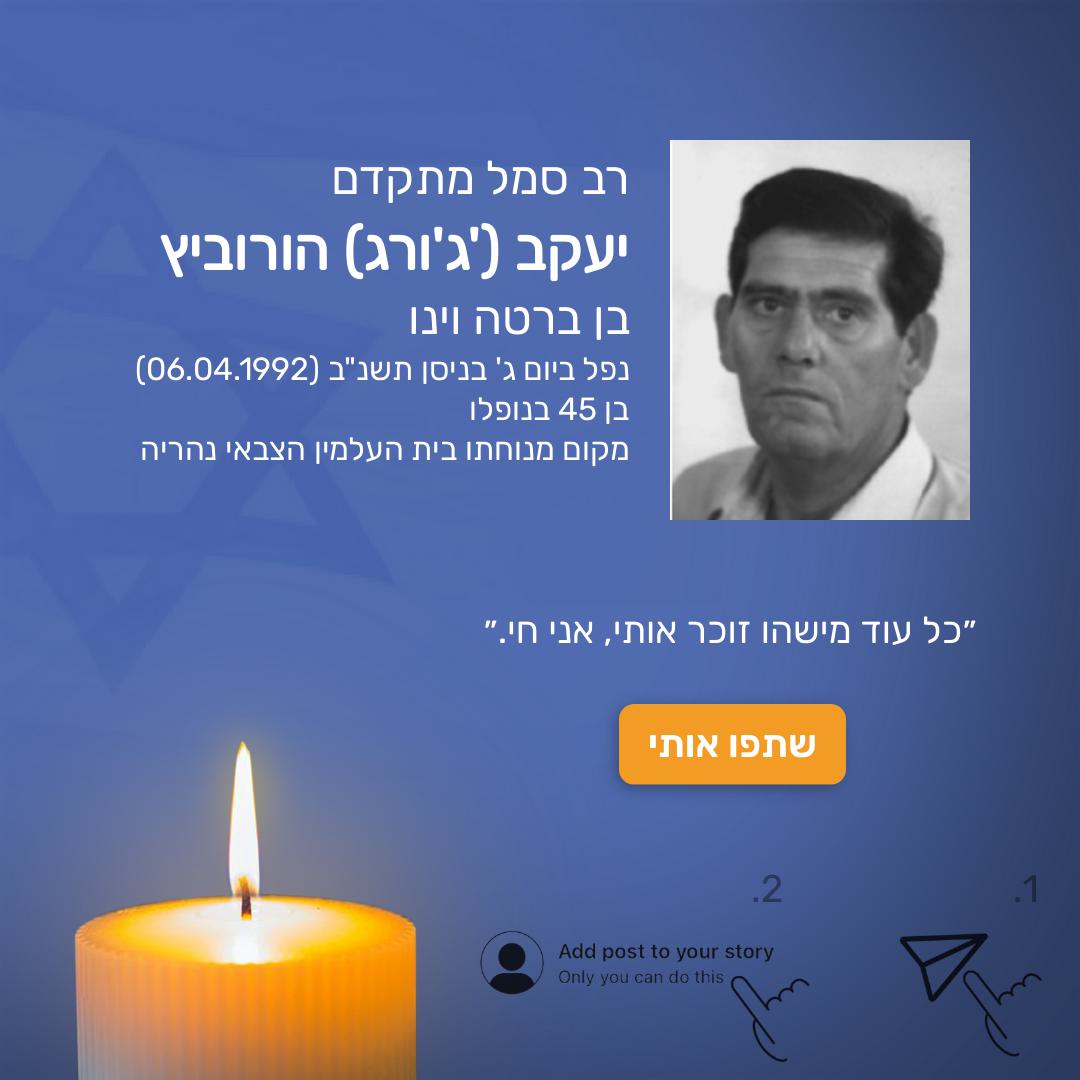 רב סמל מתקדם
יעקב ('ג'ורג) הורוביץ
בן ברטה וינו
נפל ביום ג' בניסן תשנ"ב (06.04.1992)
בן 45 בנופלו
מקום מנוחתו בית העלמין הצבאי נהריה
״כל עוד מישהו זוכר אותי, אני חי.״
שתפו אותי
.1
.2
Add post to your story
Only you can do this